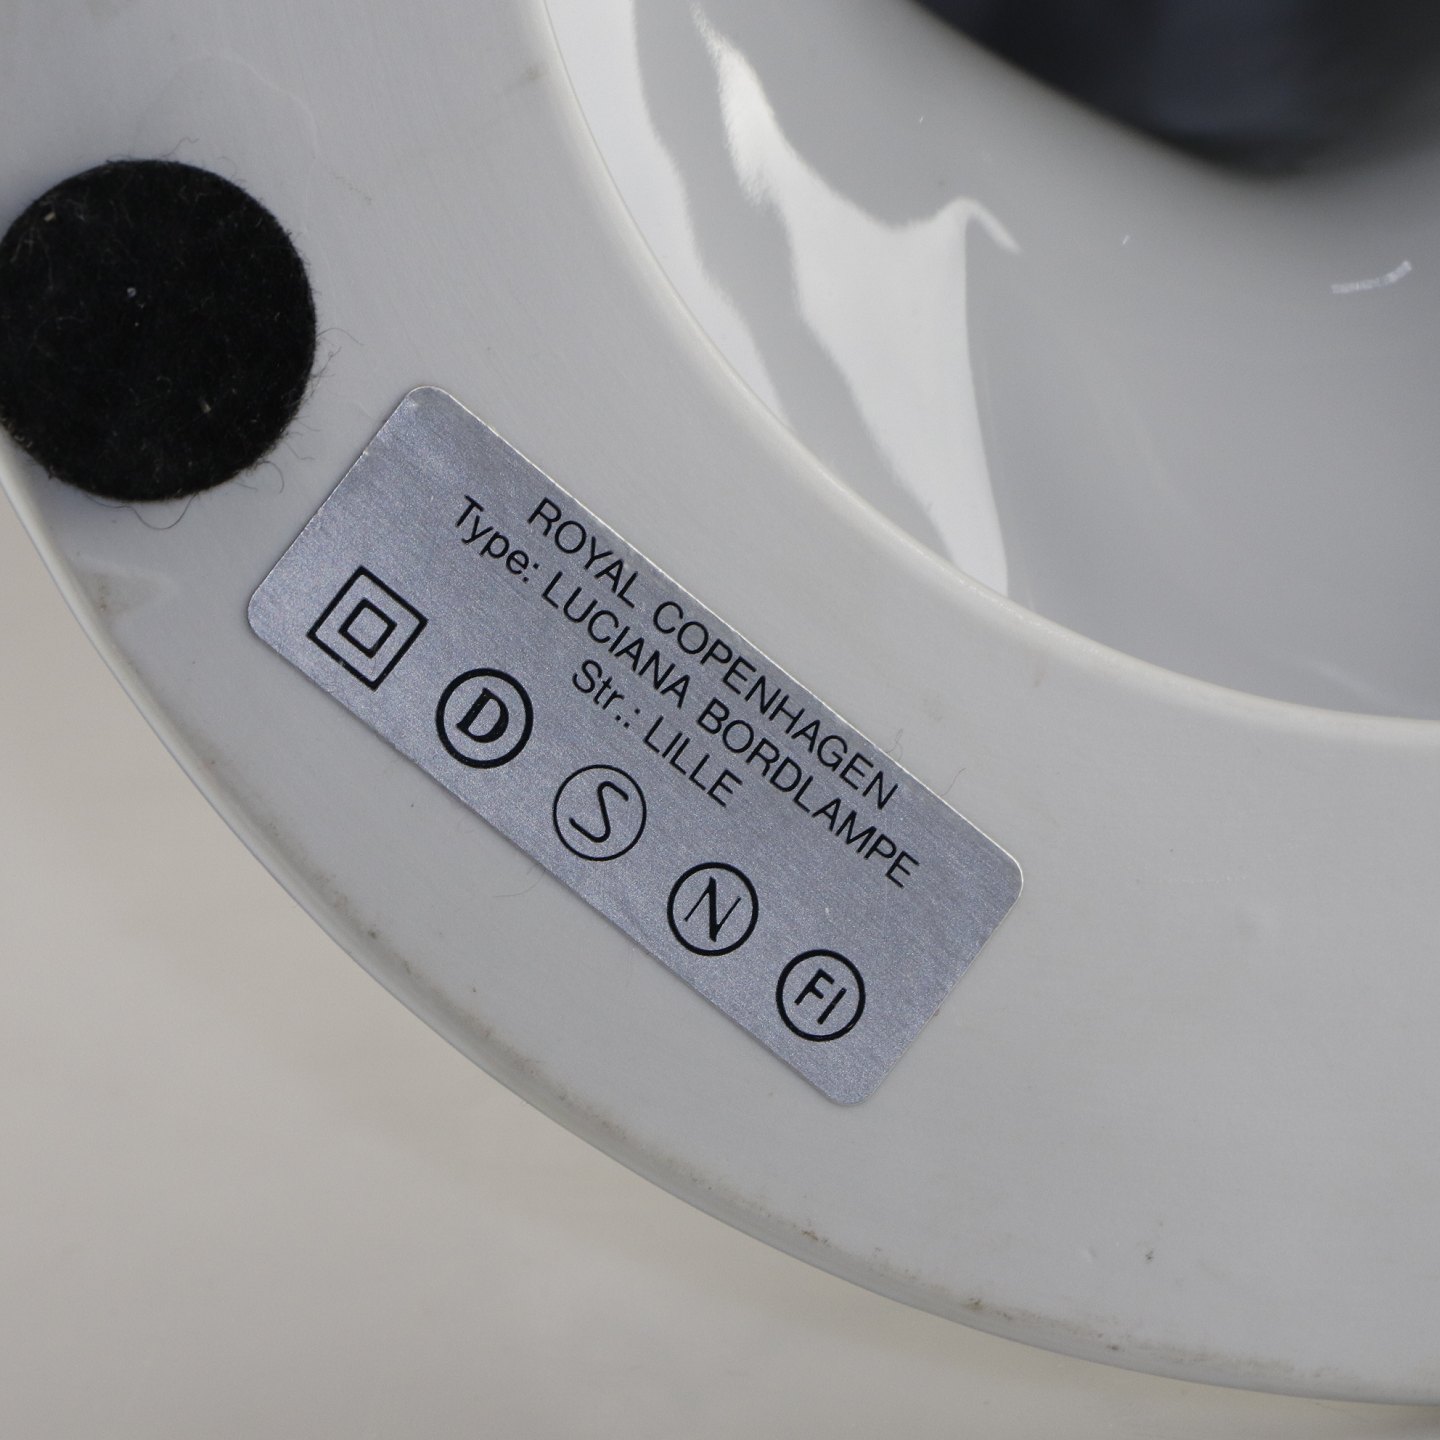 ROYAL COPENHAGEN
Type: LUCIANA BORDLAMPE
Str.: LILLE
D S N FI